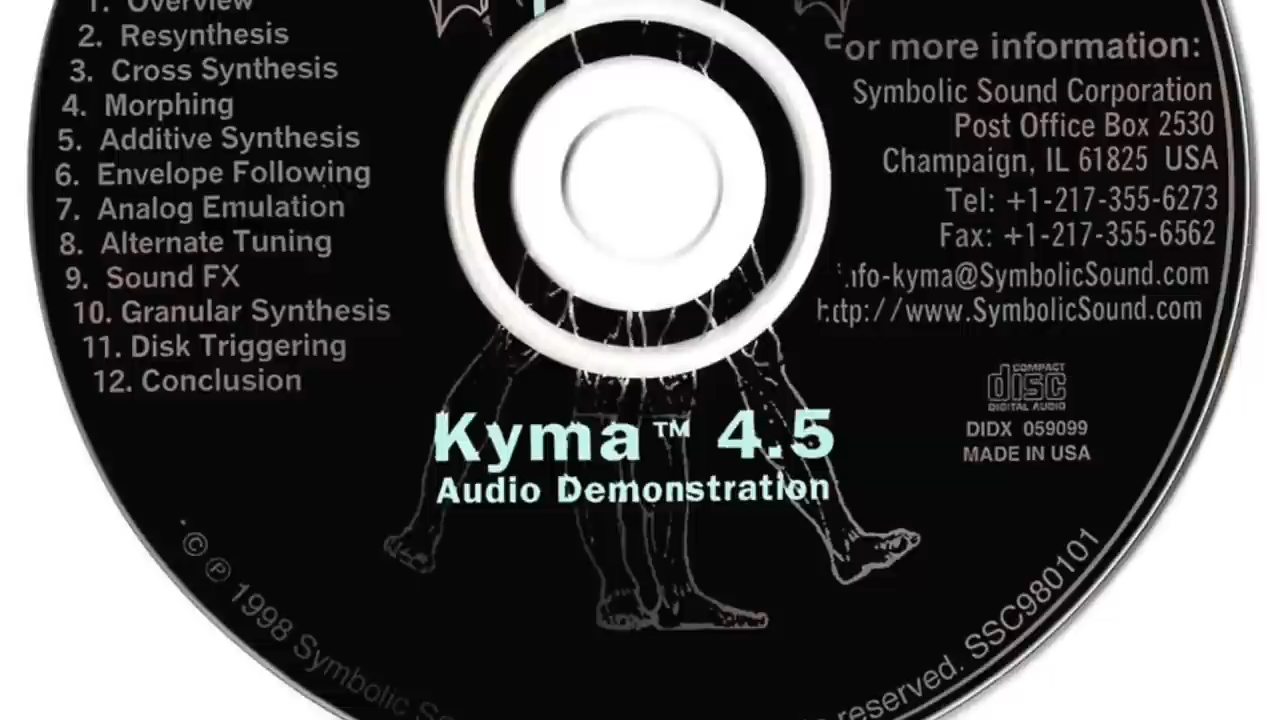 1. Overview
2. Resynthesis
3. Cross Synthesis
4. Morphing
5. Additive Synthesis
6. Envelope Following
7. Analog Emulation
8. Alternate Tuning
9. Sound FX
10. Granular Synthesis
11. Disk Triggering
12. Conclusion
For more information:
Symbolic Sound Corporation
Post Office Box 2530
Champaign, IL 61825 USA
Tel: +1-217-355-6273
Fax: +1-217-355-6562
info-kyma@SymbolicSound.com
http://www.SymbolicSound.com
COMPACT
disc
DIGITAL AUDIO
DIDX 059099
MADE IN USA
Kyma™ 4.5
Audio Demonstration
© ℗ 1998 Symbolic
reserved. SSC980101